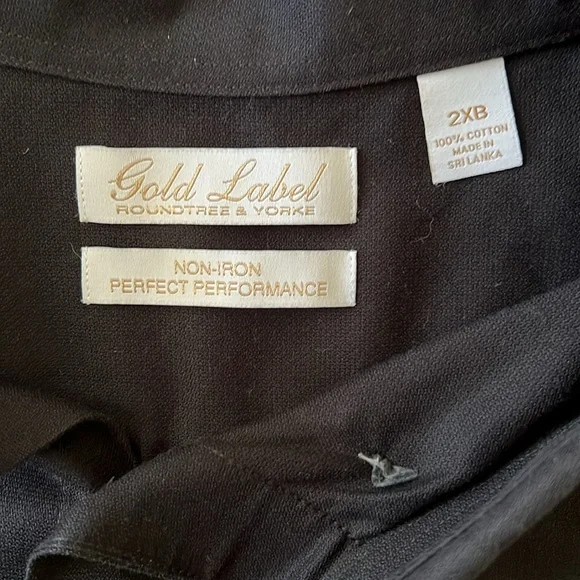 Gold Label
ROUNDTREE & YORKE
NON-IRON
PERFECT PERFORMANCE
2XB
100% COTTON
MADE IN
SRI LANKA